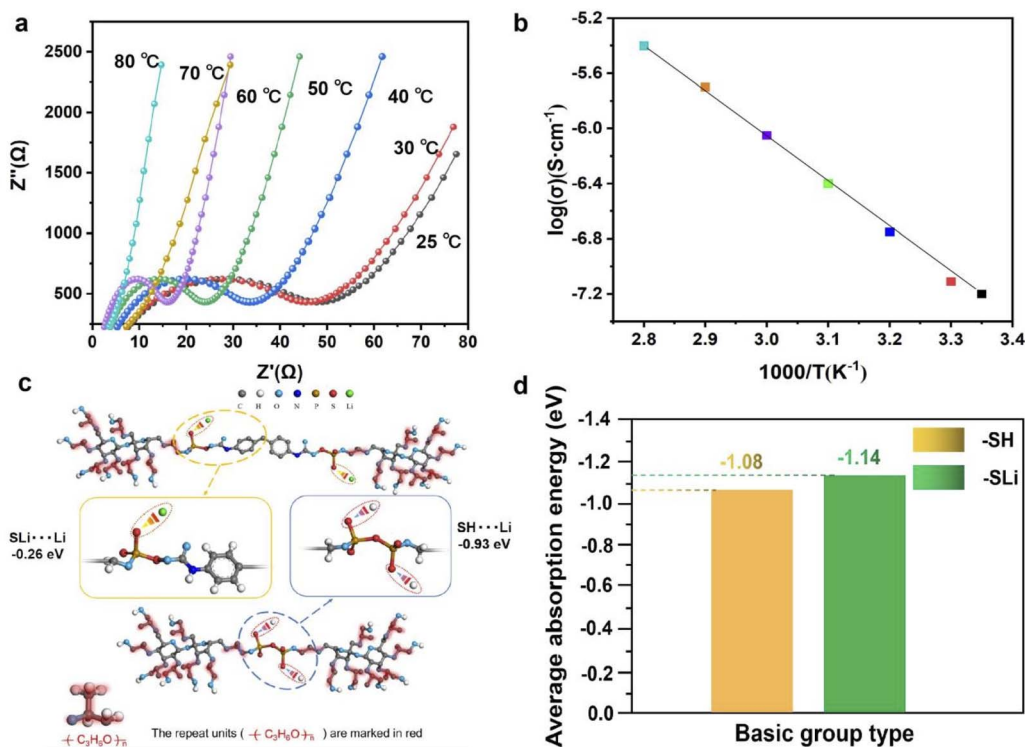 a
2500
2000
1500
1000
500
Z''(Ω)
80 ℃
70 ℃
60 ℃
50 ℃
40 ℃
30 ℃
25 ℃
0 10 20 30 40 50 60 70 80
Z'(Ω)
b
-5.2
-5.6
-6.0
-6.4
-6.8
-7.2
log(σ)(S·cm⁻¹)
2.8 2.9 3.0 3.1 3.2 3.3 3.4
1000/T(K⁻¹)
c
C H O N P S Li
SLi···Li
-0.26 eV
SH···Li
-0.93 eV
( C₃H₆O )ₙ
The repeat units ( ( C₃H₆O )ₙ ) are marked in red
d
Average absorption energy (eV)
-1.4
-1.2
-1.0
-0.8
-0.6
-0.4
-0.2
0.0
-1.08
-1.14
-SH
-SLi
Basic group type